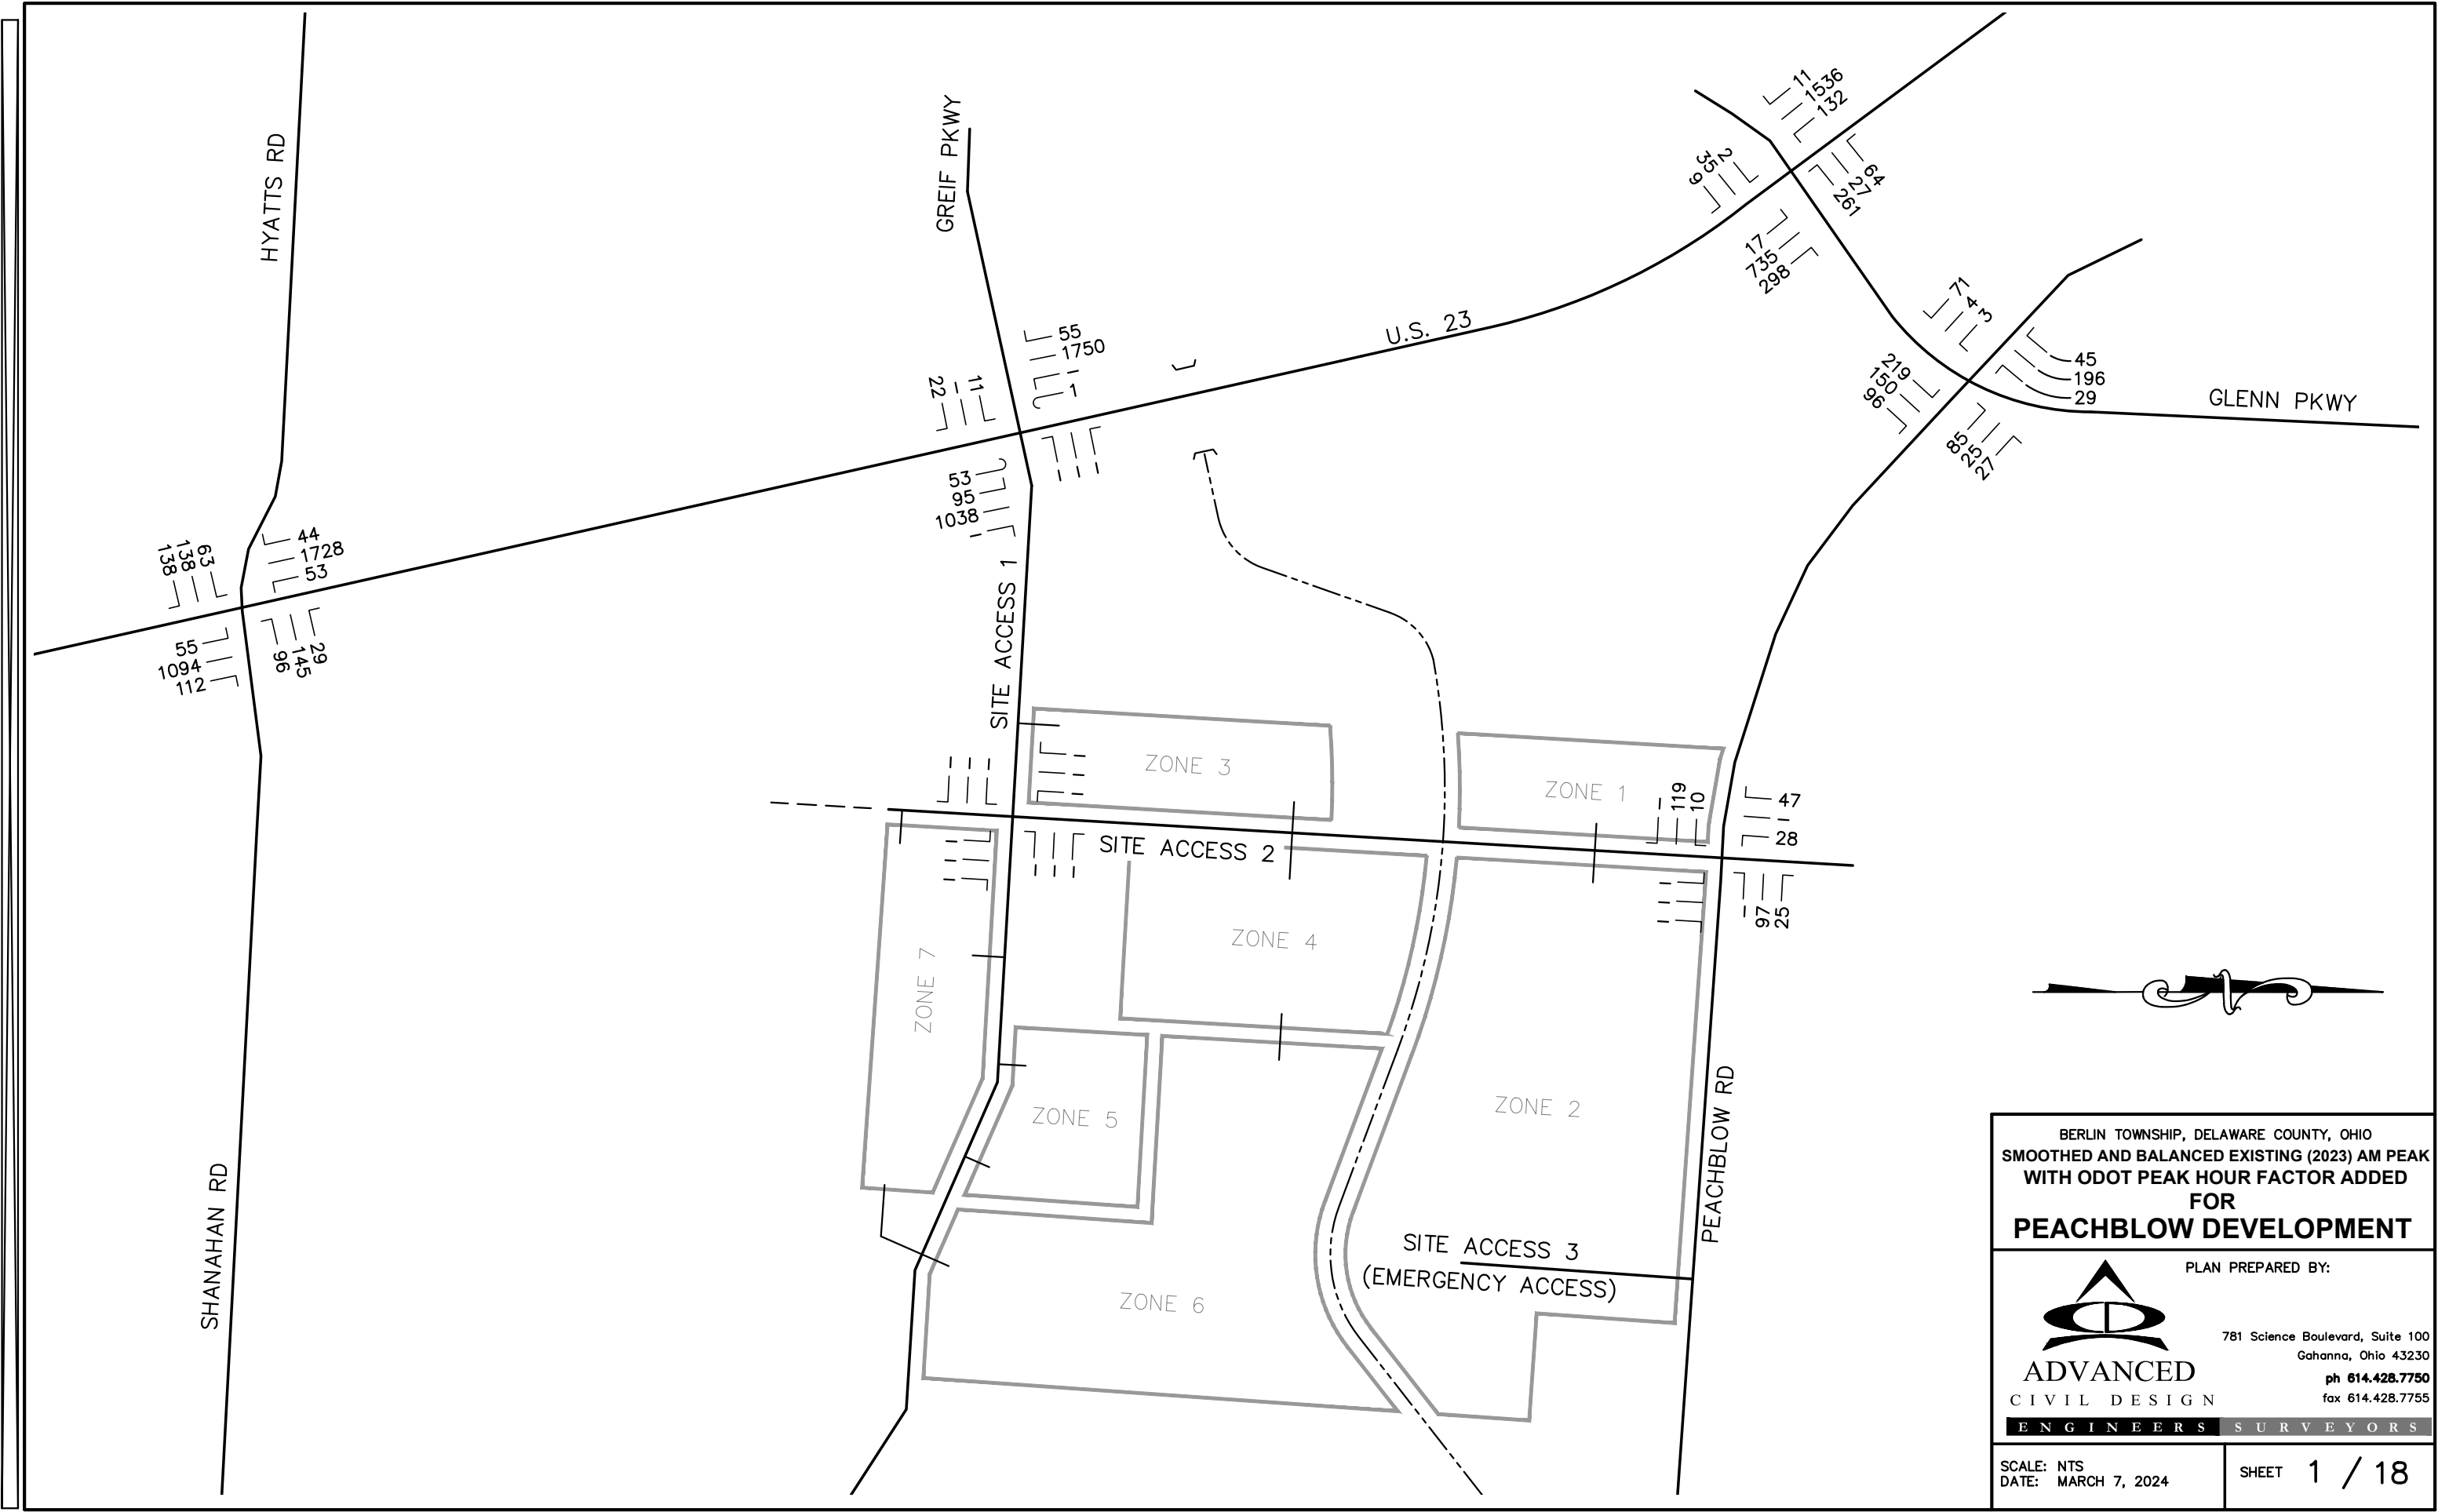 HYATTS RD
GREIF PKWY
U.S. 23
GLENN PKWY
11
1536
132
2
35
9
64
27
261
17
735
298
71
4
3
219
150
96
45
196
29
85
25
27
55
1750
-
1
22
-
11
53
95
1038
-
-
-
-
138
138
63
44
1728
53
55
1094
112
96
145
29
SITE ACCESS 1
ZONE 3
ZONE 1
-
-
-
-
-
-
-
119
10
47
-
28
SITE ACCESS 2
-
-
-
-
-
-
-
-
-
-
97
25
ZONE 7
ZONE 4
ZONE 5
ZONE 2
ZONE 6
SHANAHAN RD
PEACHBLOW RD
SITE ACCESS 3
(EMERGENCY ACCESS)
N
BERLIN TOWNSHIP, DELAWARE COUNTY, OHIO
SMOOTHED AND BALANCED EXISTING (2023) AM PEAK
WITH ODOT PEAK HOUR FACTOR ADDED
FOR
PEACHBLOW DEVELOPMENT
PLAN PREPARED BY:
781 Science Boulevard, Suite 100
Gahanna, Ohio 43230
ph 614.428.7750
fax 614.428.7755
ADVANCED
CIVIL DESIGN
ENGINEERS SURVEYORS
SCALE: NTS
DATE: MARCH 7, 2024
SHEET 1 / 18